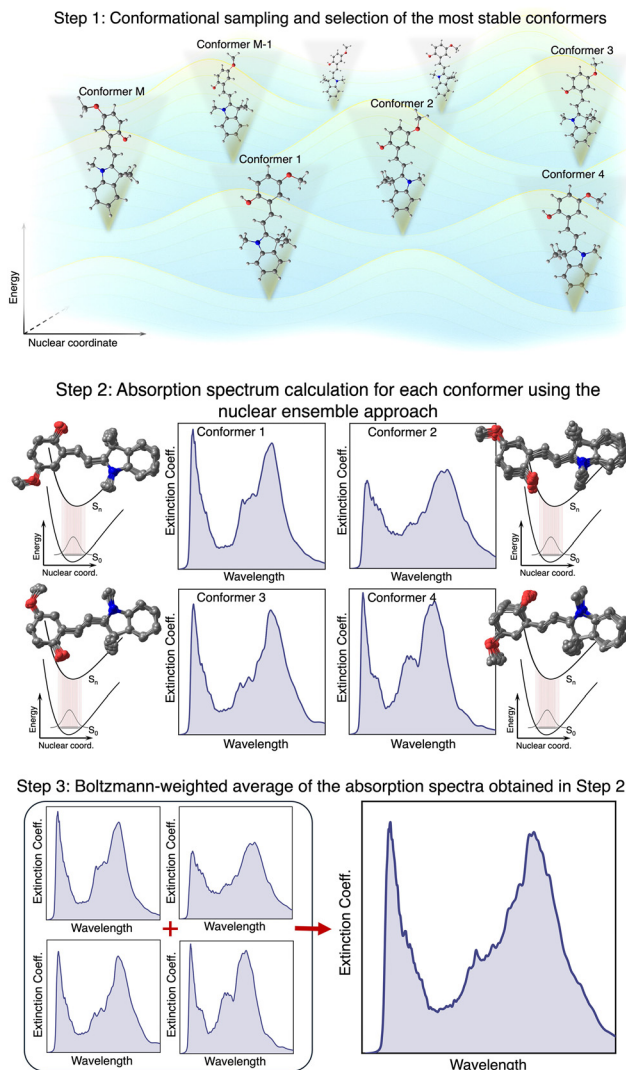 Step 1: Conformational sampling and selection of the most stable conformers
Conformer M-1
Conformer 3
Conformer M
Conformer 2
Conformer 1
Conformer 4
Energy
Nuclear coordinate
Step 2: Absorption spectrum calculation for each conformer using the
nuclear ensemble approach
Conformer 1
Extinction Coeff.
Wavelength
Conformer 2
Extinction Coeff.
Wavelength
Sn
S0
Energy
Nuclear coord.
Sn
S0
Energy
Nuclear coord.
Conformer 3
Extinction Coeff.
Wavelength
Conformer 4
Extinction Coeff.
Wavelength
Sn
S0
Energy
Nuclear coord.
Sn
S0
Energy
Nuclear coord.
Step 3: Boltzmann-weighted average of the absorption spectra obtained in Step 2
Extinction Coeff.
Wavelength
Extinction Coeff.
Wavelength
+
Extinction Coeff.
Wavelength
Extinction Coeff.
Wavelength
Extinction Coeff.
Wavelength